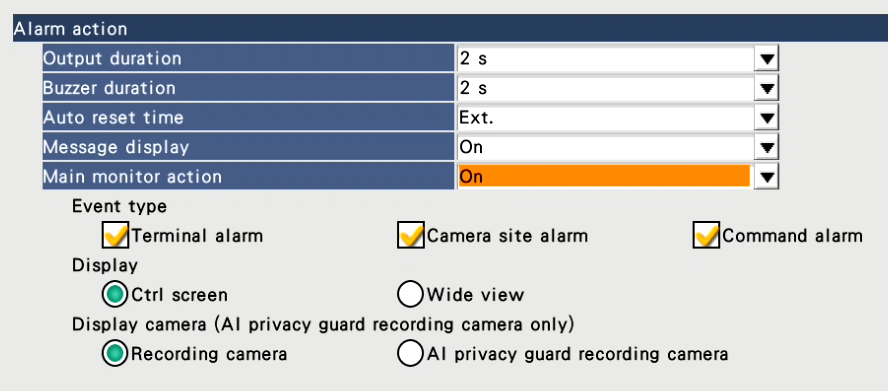 Alarm action
Output duration 2 s
Buzzer duration 2 s
Auto reset time Ext.
Message display On
Main monitor action On
Event type
Terminal alarm Camera site alarm Command alarm
Display
Ctrl screen Wide view
Display camera (AI privacy guard recording camera only)
Recording camera AI privacy guard recording camera